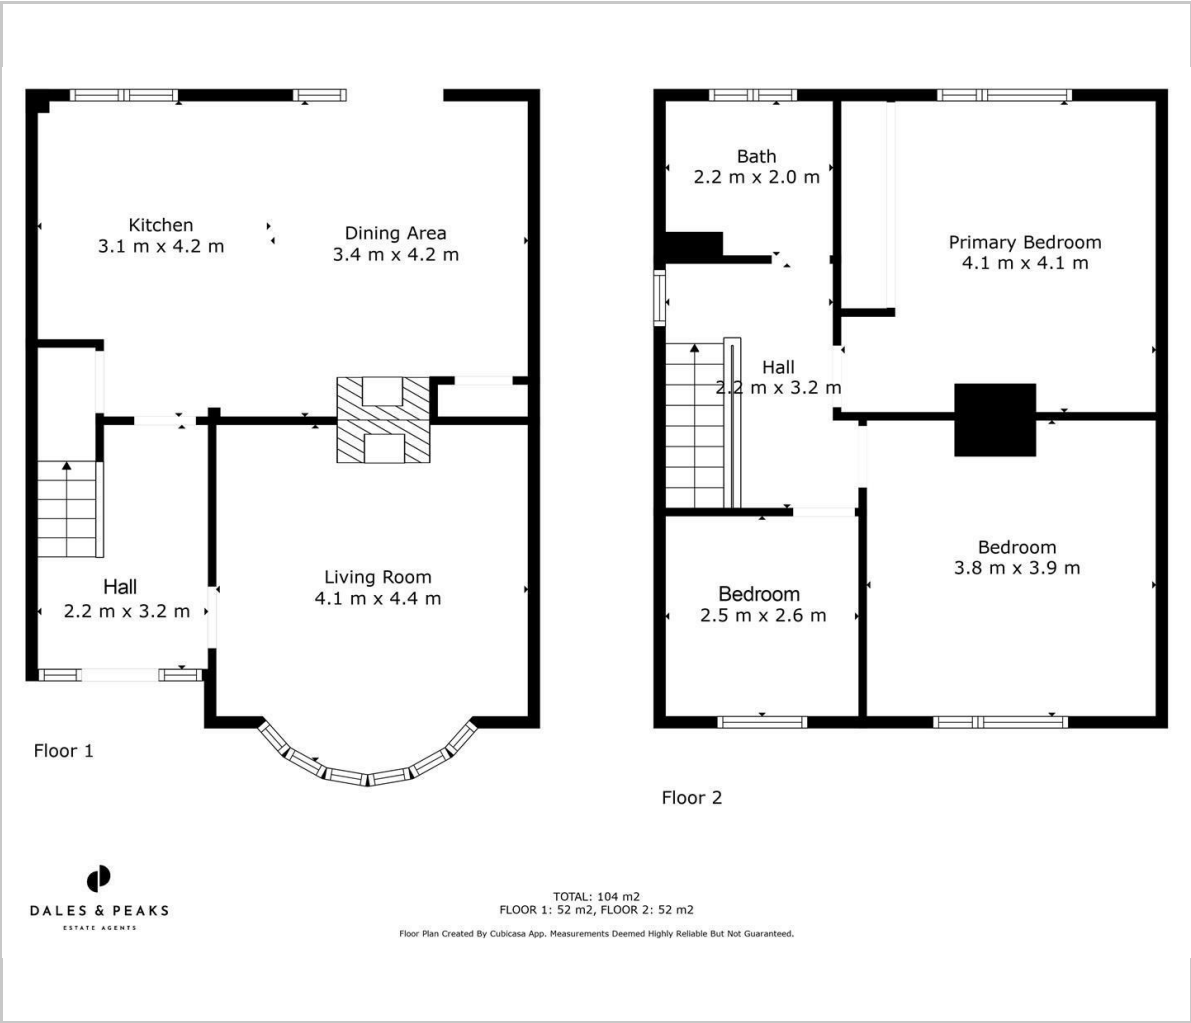 Kitchen
3.1 m x 4.2 m
Dining Area
3.4 m x 4.2 m
Hall
2.2 m x 3.2 m
Living Room
4.1 m x 4.4 m
Floor 1
Bath
2.2 m x 2.0 m
Primary Bedroom
4.1 m x 4.1 m
Hall
2.2 m x 3.2 m
Bedroom
2.5 m x 2.6 m
Bedroom
3.8 m x 3.9 m
Floor 2
DALES & PEAKS
ESTATE AGENTS
TOTAL: 104 m2
FLOOR 1: 52 m2, FLOOR 2: 52 m2
Floor Plan Created By Cubicasa App. Measurements Deemed Highly Reliable But Not Guaranteed.